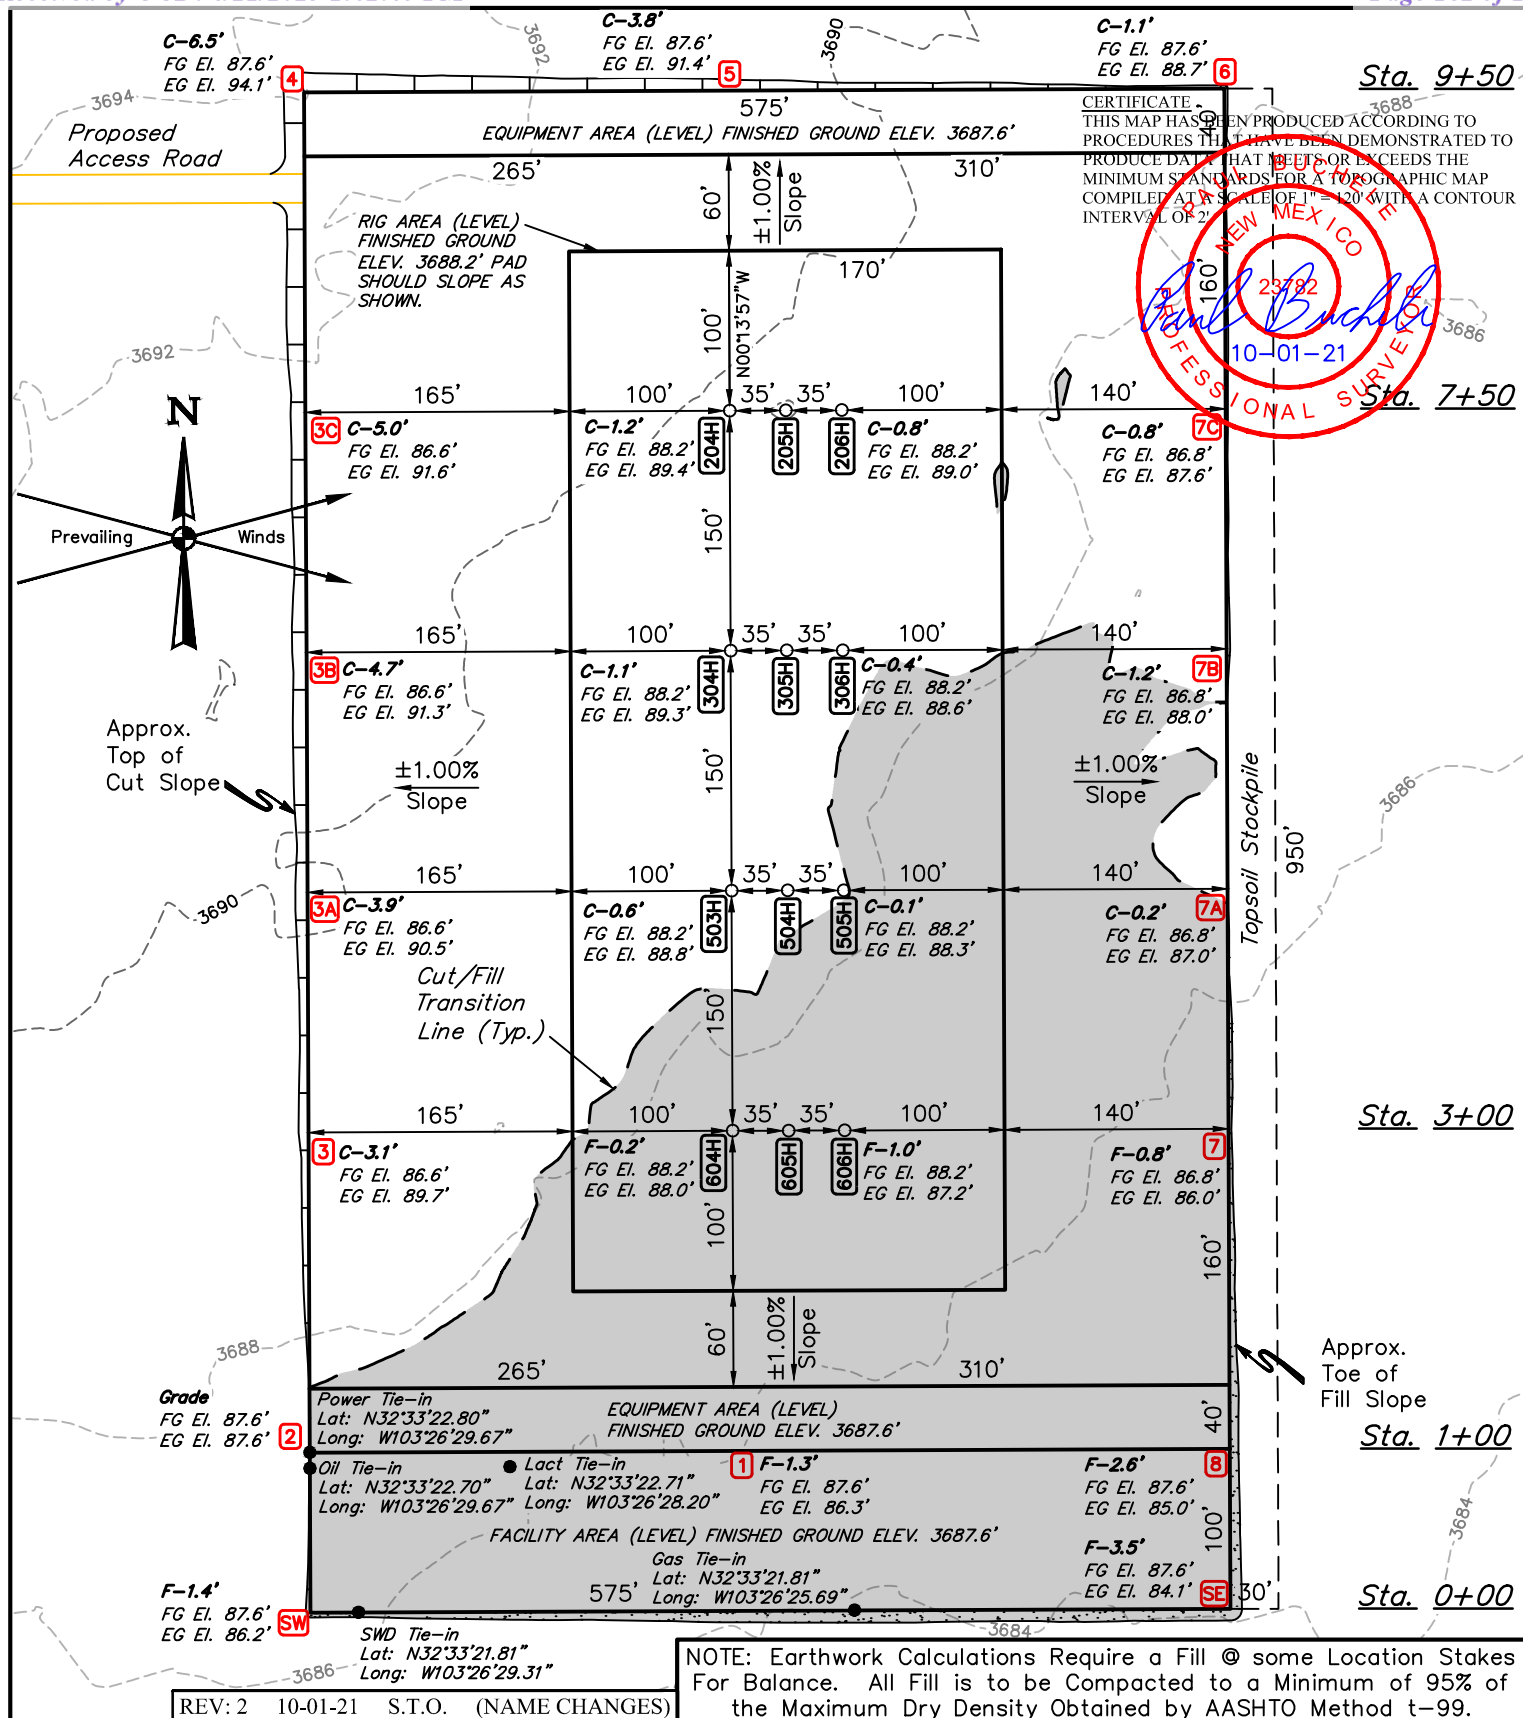 C-6.5'
FG El. 87.6'
EG El. 94.1'
4
C-3.8'
FG El. 87.6'
EG El. 91.4'
5
C-1.1'
FG El. 87.6'
EG El. 88.7'
6
Sta. 9+50
3692
3690
3694
3688
Proposed
Access Road
575'
EQUIPMENT AREA (LEVEL) FINISHED GROUND ELEV. 3687.6'
40'
CERTIFICATE
THIS MAP HAS BEEN PRODUCED ACCORDING TO
PROCEDURES THAT HAVE BEEN DEMONSTRATED TO
PRODUCE DATA THAT MEETS OR EXCEEDS THE
MINIMUM STANDARDS FOR A TOPOGRAPHIC MAP
COMPILED AT A SCALE OF 1" = 120' WITH A CONTOUR
INTERVAL OF 2'.
PAUL BUCHELE
NEW MEXICO
23782
PROFESSIONAL SURVEYOR
Paul Buchele
10-01-21
265'
310'
60'
±1.00%
Slope
RIG AREA (LEVEL)
FINISHED GROUND
ELEV. 3688.2' PAD
SHOULD SLOPE AS
SHOWN.
170'
100'
N00°13'57"W
160'
3686
3692
N
Prevailing
Winds
165'
100'
35'
35'
100'
140'
Sta. 7+50
3C
C-5.0'
FG El. 86.6'
EG El. 91.6'
C-1.2'
FG El. 88.2'
EG El. 89.4'
204H
205H
206H
C-0.8'
FG El. 88.2'
EG El. 89.0'
C-0.8'
FG El. 86.8'
EG El. 87.6'
7C
150'
165'
100'
35'
35'
100'
140'
3B
C-4.7'
FG El. 86.6'
EG El. 91.3'
C-1.1'
FG El. 88.2'
EG El. 89.3'
304H
305H
306H
C-0.4'
FG El. 88.2'
EG El. 88.6'
C-1.2'
FG El. 86.8'
EG El. 88.0'
7B
Approx.
Top of
Cut Slope
±1.00%
Slope
150'
±1.00%
Slope
Topsoil Stockpile
950'
3686
165'
100'
35'
35'
100'
140'
3690
3A
C-3.9'
FG El. 86.6'
EG El. 90.5'
C-0.6'
FG El. 88.2'
EG El. 88.8'
503H
504H
505H
C-0.1'
FG El. 88.2'
EG El. 88.3'
C-0.2'
FG El. 86.8'
EG El. 87.0'
7A
Cut/Fill
Transition
Line (Typ.)
150'
165'
100'
35'
35'
100'
140'
Sta. 3+00
3
C-3.1'
FG El. 86.6'
EG El. 89.7'
F-0.2'
FG El. 88.2'
EG El. 88.0'
604H
605H
606H
F-1.0'
FG El. 88.2'
EG El. 87.2'
F-0.8'
FG El. 86.8'
EG El. 86.0'
7
100'
160'
60'
±1.00%
Slope
3688
265'
310'
Approx.
Toe of
Fill Slope
Grade
FG El. 87.6'
EG El. 87.6'
2
Power Tie-in
Lat: N32°33'22.80"
Long: W103°26'29.67"
EQUIPMENT AREA (LEVEL)
FINISHED GROUND ELEV. 3687.6'
40'
Sta. 1+00
Oil Tie-in
Lat: N32°33'22.70"
Long: W103°26'29.67"
Lact Tie-in
Lat: N32°33'22.71"
Long: W103°26'28.20"
1
F-1.3'
FG El. 87.6'
EG El. 86.3'
F-2.6'
FG El. 87.6'
EG El. 85.0'
8
100'
3684
FACILITY AREA (LEVEL) FINISHED GROUND ELEV. 3687.6'
Gas Tie-in
Lat: N32°33'21.81"
Long: W103°26'25.69"
F-3.5'
FG El. 87.6'
EG El. 84.1'
SE
30'
Sta. 0+00
F-1.4'
FG El. 87.6'
EG El. 86.2'
SW
575'
SWD Tie-in
Lat: N32°33'21.81"
Long: W103°26'29.31"
3686
3684
NOTE: Earthwork Calculations Require a Fill @ some Location Stakes
For Balance. All Fill is to be Compacted to a Minimum of 95% of
the Maximum Dry Density Obtained by AASHTO Method t-99.
REV: 2 10-01-21 S.T.O. (NAME CHANGES)